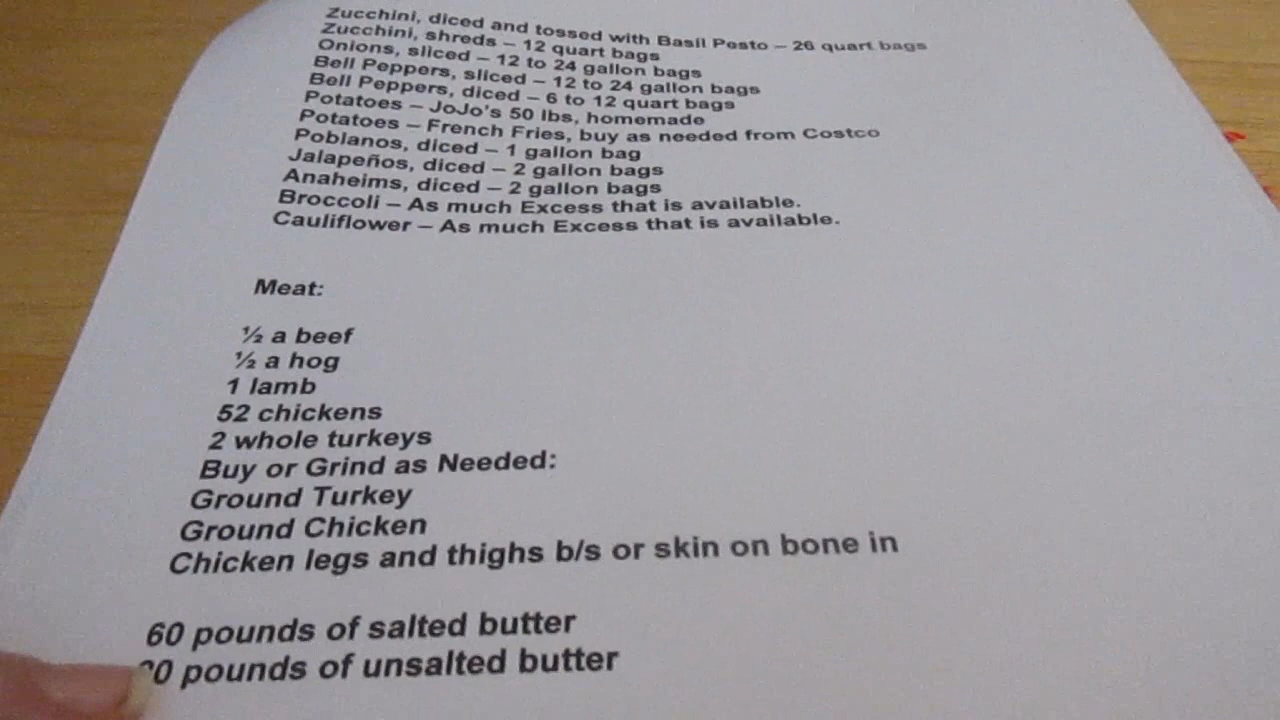 Zucchini, diced and tossed with Basil Pesto – 26 quart bags
Zucchini, shreds – 12 quart bags
Onions, sliced – 12 to 24 gallon bags
Bell Peppers, sliced – 12 to 24 gallon bags
Bell Peppers, diced – 6 to 12 quart bags
Potatoes – JoJo's 50 lbs, homemade
Potatoes – French Fries, buy as needed from Costco
Poblanos, diced – 1 gallon bag
Jalapeños, diced – 2 gallon bags
Anaheims, diced – 2 gallon bags
Broccoli – As much Excess that is available.
Cauliflower – As much Excess that is available.
Meat:
½ a beef
½ a hog
1 lamb
52 chickens
2 whole turkeys
Buy or Grind as Needed:
Ground Turkey
Ground Chicken
Chicken legs and thighs b/s or skin on bone in
60 pounds of salted butter
pounds of unsalted butter